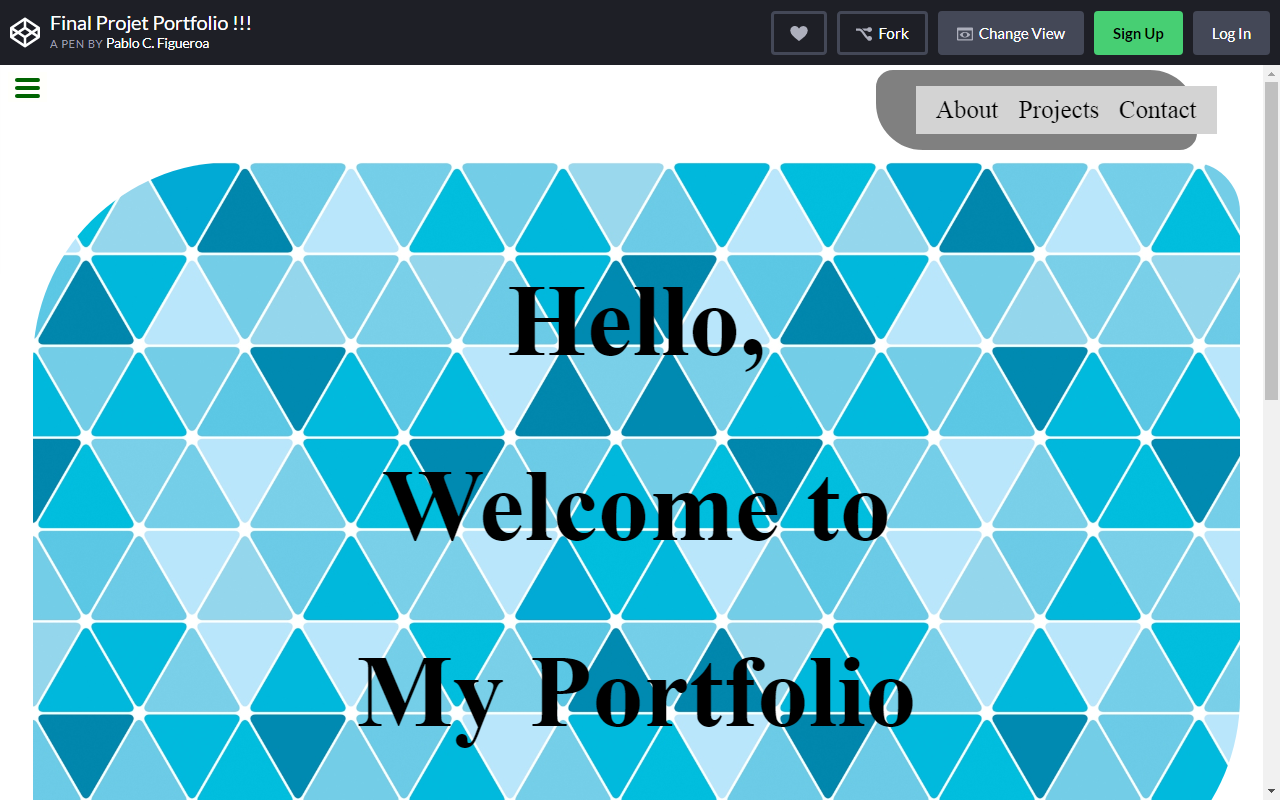 Final Projet Portfolio !!!
A PEN BY Pablo C. Figueroa
Fork
Change View
Sign Up
Log In
About Projects Contact
Hello,
Welcome to
My Portfolio